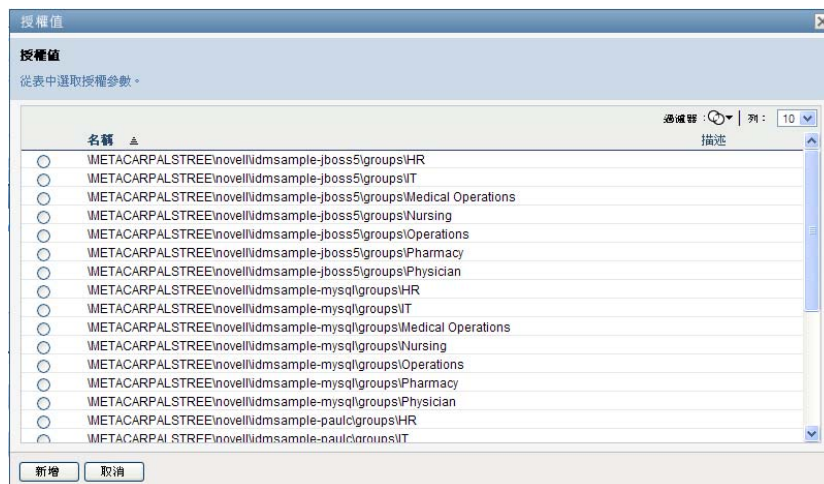 授權值
授權值
從表中選取授權參數。
過濾器 : 列： 10
名稱 描述
\METACARPALSTREE\novell\idmsample-jboss5\groups\HR
\METACARPALSTREE\novell\idmsample-jboss5\groups\IT
\METACARPALSTREE\novell\idmsample-jboss5\groups\Medical Operations
\METACARPALSTREE\novell\idmsample-jboss5\groups\Nursing
\METACARPALSTREE\novell\idmsample-jboss5\groups\Operations
\METACARPALSTREE\novell\idmsample-jboss5\groups\Pharmacy
\METACARPALSTREE\novell\idmsample-jboss5\groups\Physician
\METACARPALSTREE\novell\idmsample-mysql\groups\HR
\METACARPALSTREE\novell\idmsample-mysql\groups\IT
\METACARPALSTREE\novell\idmsample-mysql\groups\Medical Operations
\METACARPALSTREE\novell\idmsample-mysql\groups\Nursing
\METACARPALSTREE\novell\idmsample-mysql\groups\Operations
\METACARPALSTREE\novell\idmsample-mysql\groups\Pharmacy
\METACARPALSTREE\novell\idmsample-mysql\groups\Physician
\METACARPALSTREE\novell\idmsample-paulc\groups\HR
\METACARPALSTREE\novell\idmsample-paulc\groups\IT
新增 取消